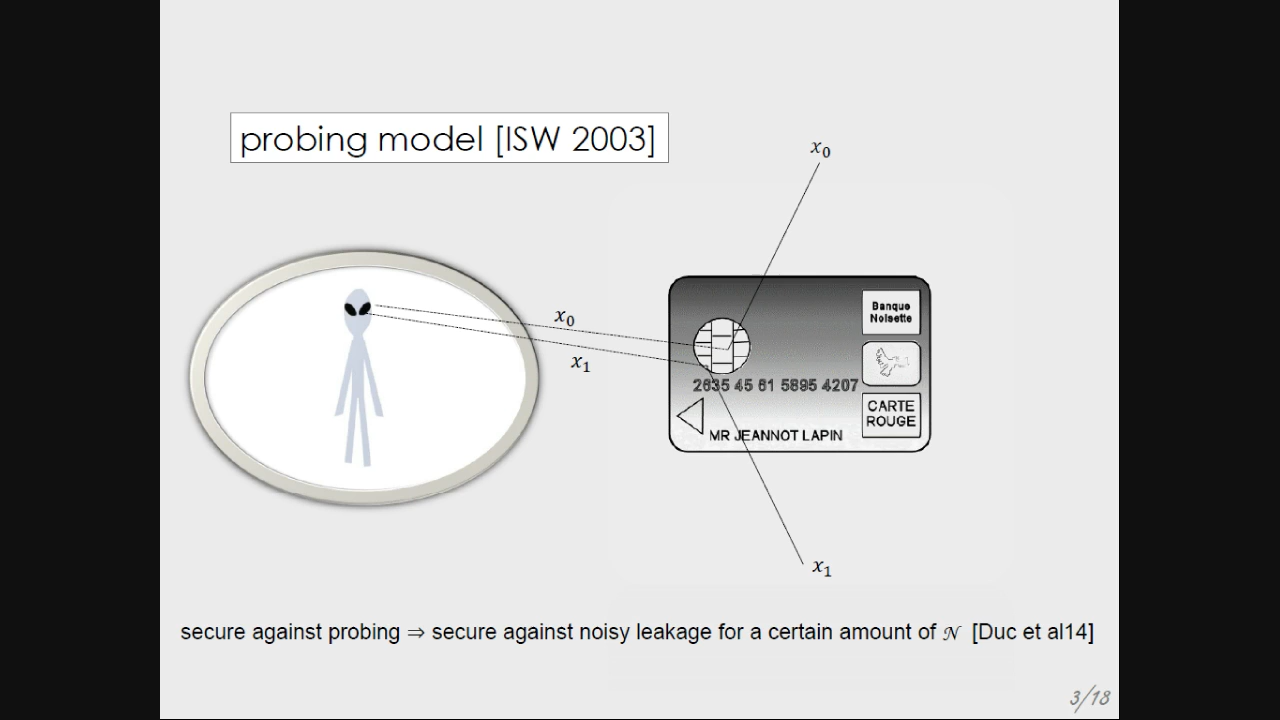 probing model [ISW 2003]
x₀
x₀
x₁
Banque
Noisette
2635 45 61 5895 4207
CARTE
ROUGE
MR JEANNOT LAPIN
x₁
secure against probing ⇒ secure against noisy leakage for a certain amount of 𝒩 [Duc et al14]
3/18